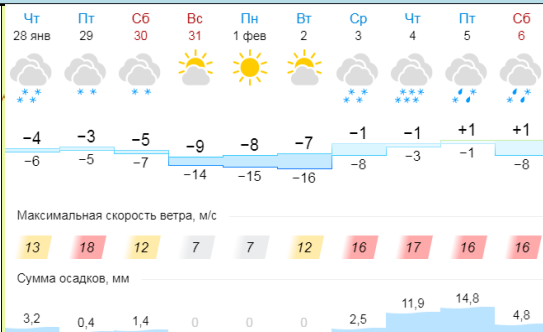 Чт Пт Сб Вс Пн Вт Ср Чт Пт Сб
28 янв 29 30 31 1 фев 2 3 4 5 6
−4 −3 −5 −9 −8 −7 −1 −1 +1 +1
−6 −5 −7 −14 −15 −16 −8 −3 −1 −8
Максимальная скорость ветра, м/с
13 18 12 7 7 12 16 17 16 16
Сумма осадков, мм
3,2 0,4 1,4 0 0 0 2,5 11,9 14,8 4,8